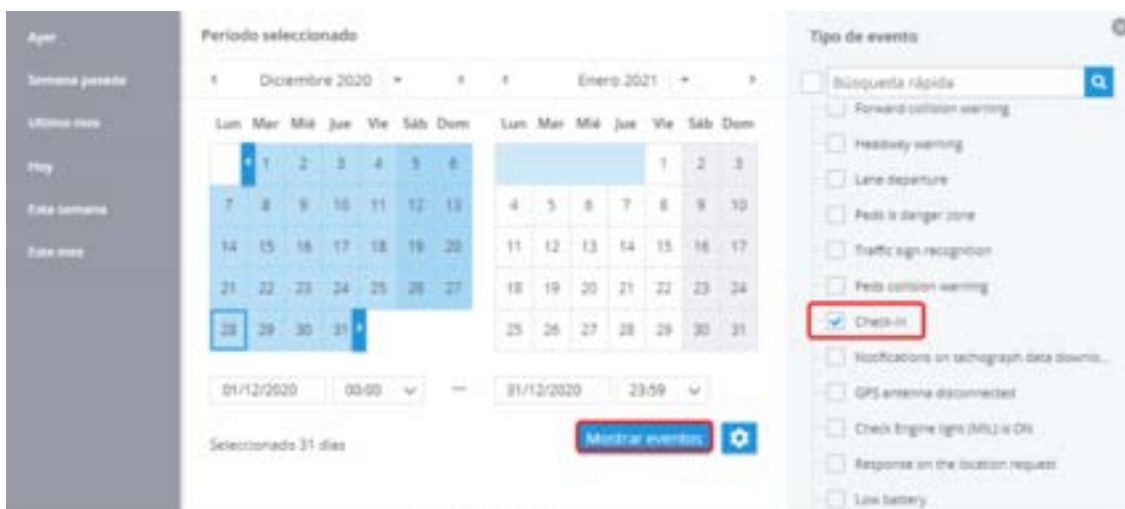 Ayer
Semana pasada
Último mes
Hoy
Esta semana
Este mes
Periodo seleccionado
Diciembre 2020
Lun Mar Mié Jue Vie Sáb Dom
1 2 3 4 5 6
7 8 9 10 11 12 13
14 15 16 17 18 19 20
21 22 23 24 25 26 27
28 29 30 31
Enero 2021
Lun Mar Mié Jue Vie Sáb Dom
1 2 3
4 5 6 7 8 9 10
11 12 13 14 15 16 17
18 19 20 21 22 23 24
25 26 27 28 29 30 31
01/12/2020 00:00 — 31/12/2020 23:59
Seleccionado 31 días
Mostrar eventos
Tipo de evento
Búsqueda rápida
Forward collision warning
Headway warning
Lane departure
Peds is danger zone
Traffic sign recognition
Peds collision warning
Check-in
Notifications on tachograph data downlo...
GPS antenna disconnected
Check Engine light (MIL) is ON
Response on the location request
Low battery